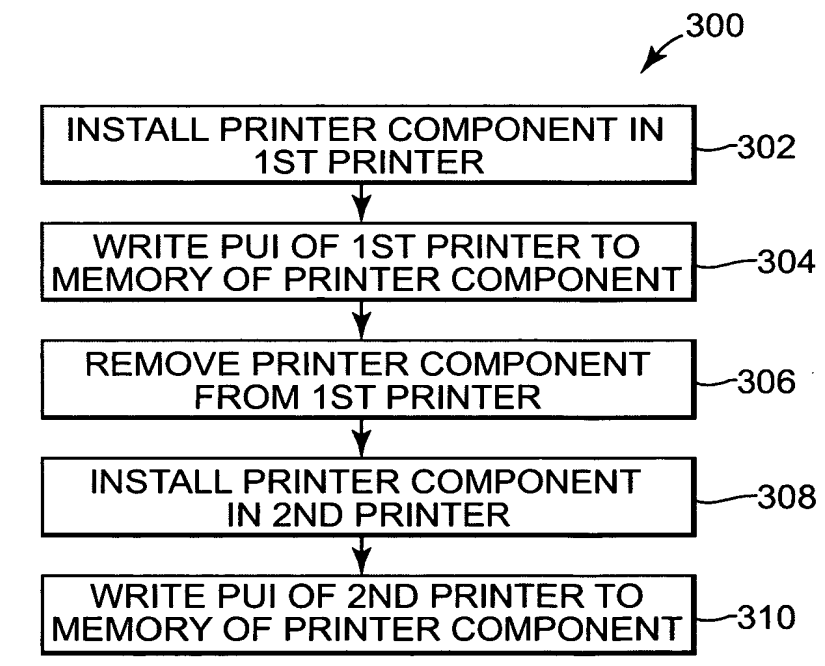 300
INSTALL PRINTER COMPONENT IN
1ST PRINTER
302
WRITE PUI OF 1ST PRINTER TO
MEMORY OF PRINTER COMPONENT
304
REMOVE PRINTER COMPONENT
FROM 1ST PRINTER
306
INSTALL PRINTER COMPONENT
IN 2ND PRINTER
308
WRITE PUI OF 2ND PRINTER TO
MEMORY OF PRINTER COMPONENT
310